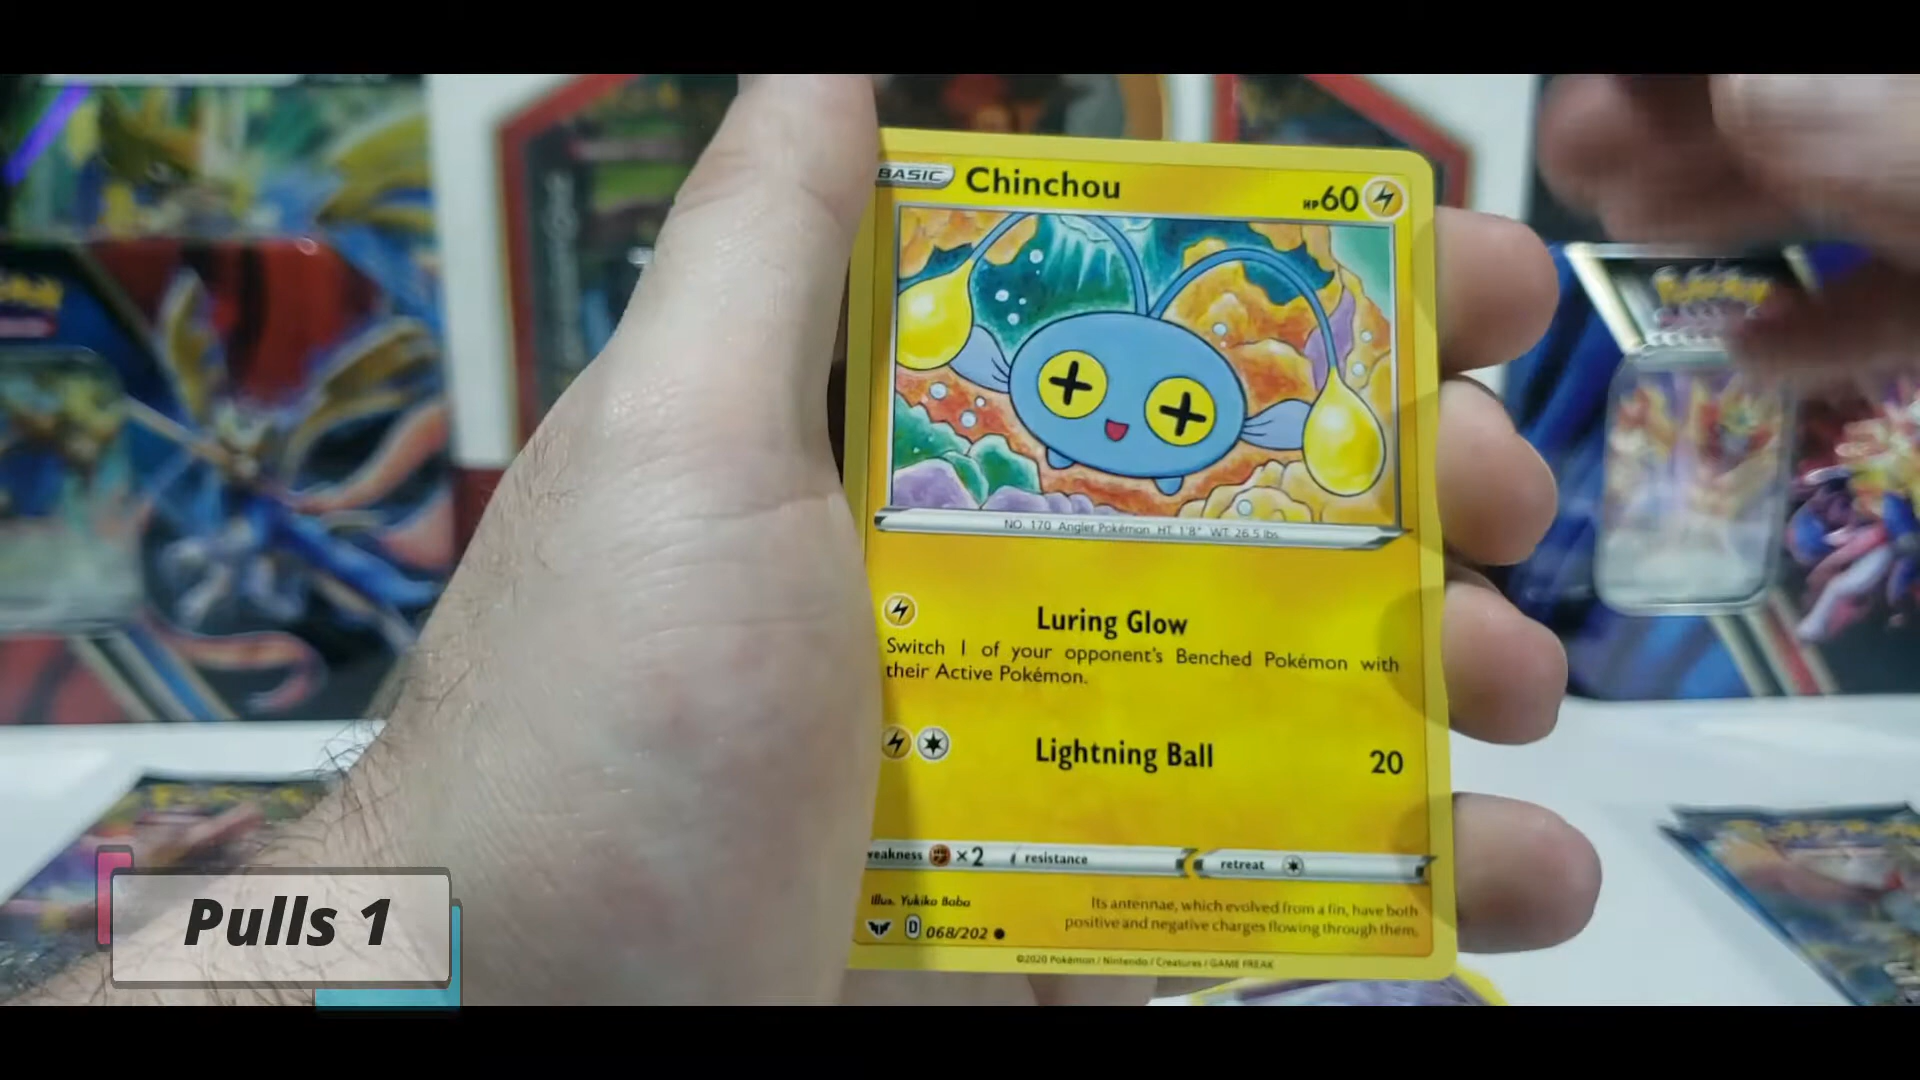 BASIC Chinchou HP 60
NO. 170 Angler Pokémon HT. 1'8" WT. 26.5 lbs.
Luring Glow
Switch 1 of your opponent's Benched Pokémon with
their Active Pokémon.
Lightning Ball 20
weakness ×2 resistance retreat
Illus. Yukiko Baba
Its antennae, which evolved from a fin, have both
positive and negative charges flowing through them.
D 068/202
©2020 Pokémon / Nintendo / Creatures / GAME FREAK
Pulls 1